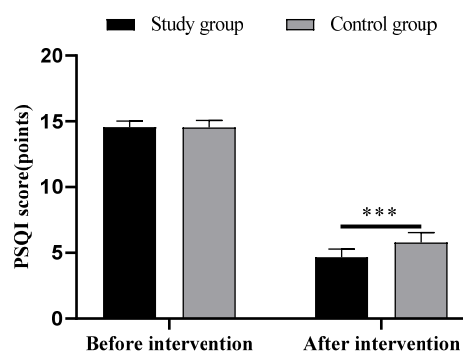 Study group Control group
PSQI score(points)
20
15
10
5
0
***
Before intervention After intervention